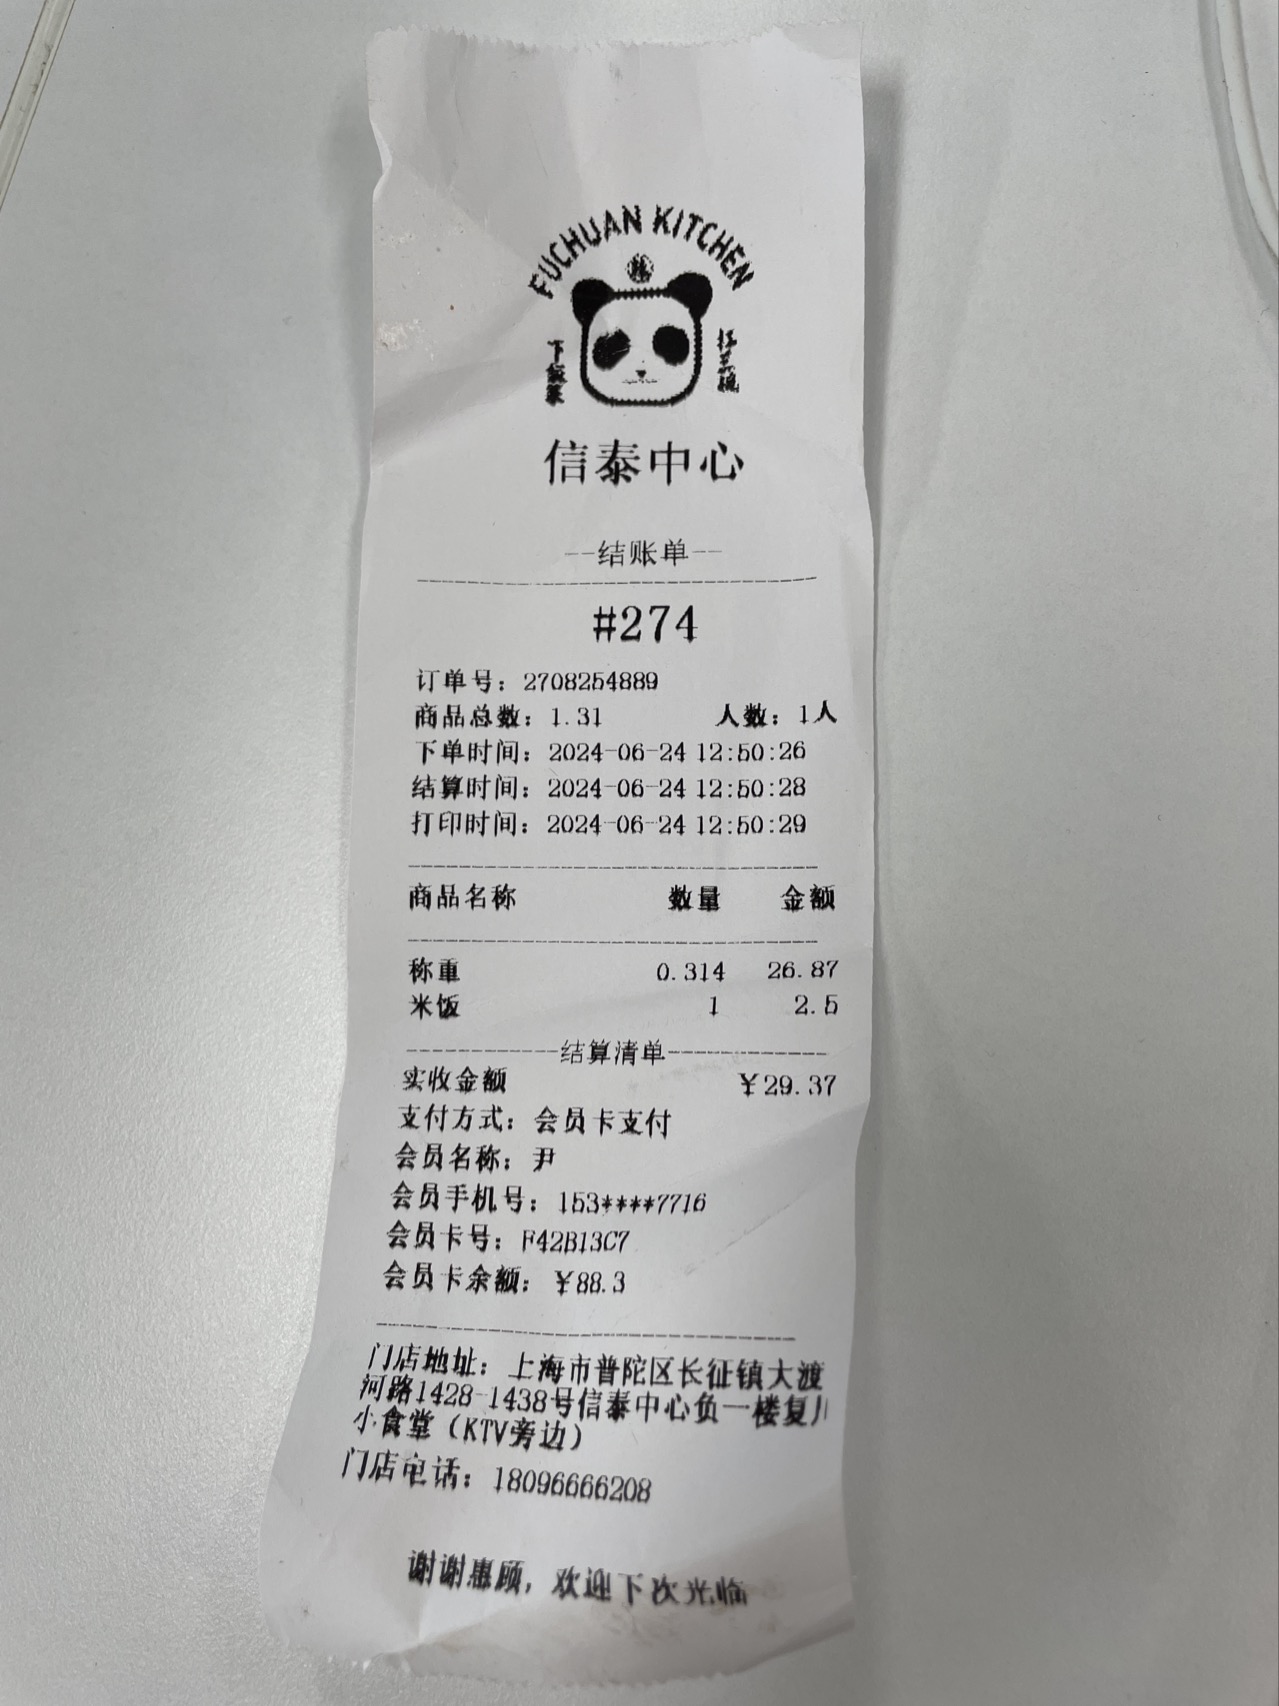 FUCHUAN KITCHEN
下饭菜
信泰中心
--结账单--
#274
订单号：2708254889
商品总数：1.31 人数：1人
下单时间：2024-06-24 12:50:26
结算时间：2024-06-24 12:50:28
打印时间：2024-06-24 12:50:29
商品名称 数量 金额
称重 0.314 26.87
米饭 1 2.5
结算清单
实收金额 ￥29.37
支付方式：会员卡支付
会员名称：尹
会员手机号：153****7716
会员卡号：F42B13C7
会员卡余额：￥88.3
门店地址：上海市普陀区长征镇大渡
河路1428-1438号信泰中心负一楼复川
小食堂（KTV旁边）
门店电话：18096666208
谢谢惠顾，欢迎下次光临